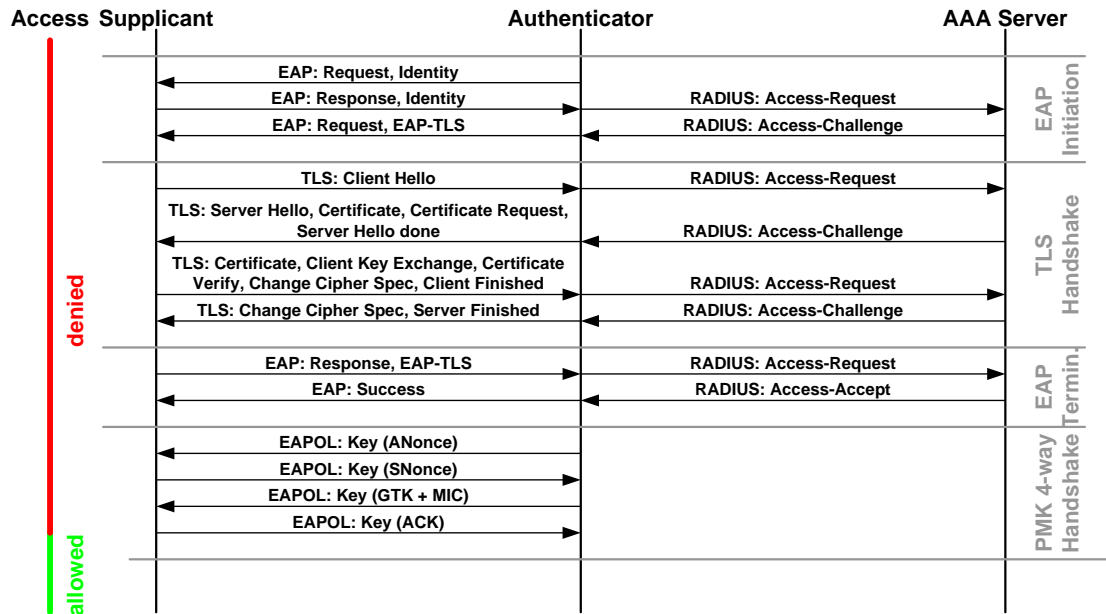 Access Supplicant Authenticator AAA Server
EAP: Request, Identity
EAP: Response, Identity RADIUS: Access-Request
EAP: Request, EAP-TLS RADIUS: Access-Challenge
EAP
Initiation
TLS: Client Hello RADIUS: Access-Request
TLS: Server Hello, Certificate, Certificate Request,
Server Hello done RADIUS: Access-Challenge
TLS: Certificate, Client Key Exchange, Certificate
Verify, Change Cipher Spec, Client Finished RADIUS: Access-Request
TLS: Change Cipher Spec, Server Finished RADIUS: Access-Challenge
TLS
Handshake
denied
EAP: Response, EAP-TLS RADIUS: Access-Request
EAP: Success RADIUS: Access-Accept
EAP
Termin.
EAPOL: Key (ANonce)
EAPOL: Key (SNonce)
EAPOL: Key (GTK + MIC)
EAPOL: Key (ACK)
PMK 4-way
Handshake
allowed